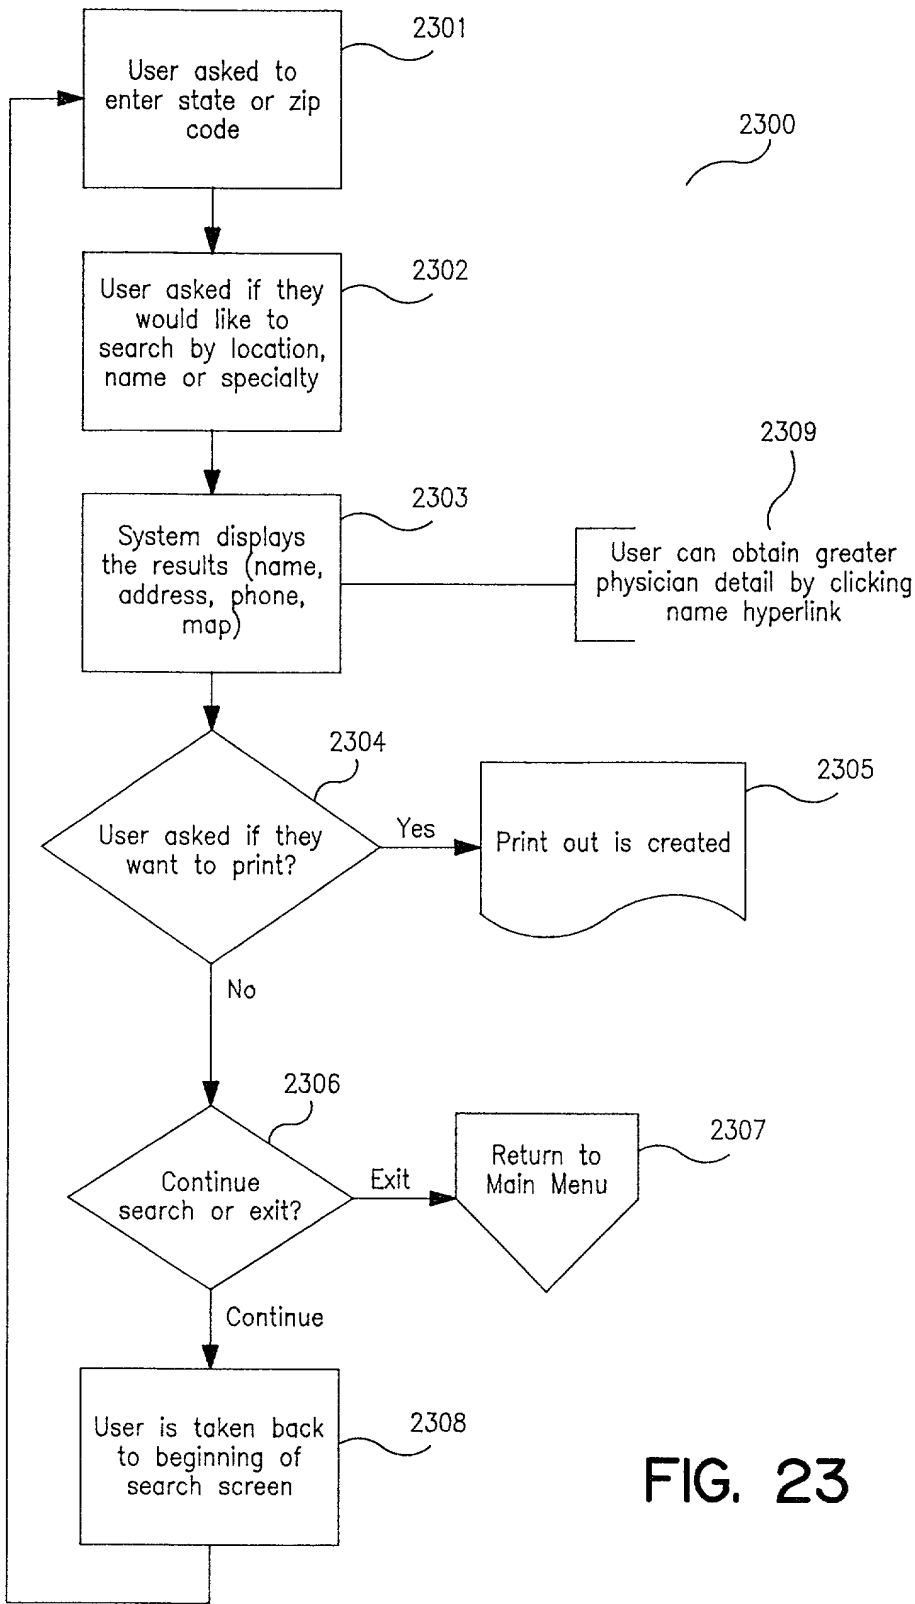 2301
User asked to
enter state or zip
code
2300
2302
User asked if they
would like to
search by location,
name or specialty
2303
System displays
the results (name,
address, phone,
map)
2309
User can obtain greater
physician detail by clicking
name hyperlink
2304
User asked if they
want to print?
Yes
2305
Print out is created
No
2306
Continue
search or exit?
Exit
2307
Return to
Main Menu
Continue
2308
User is taken back
to beginning of
search screen
FIG. 23